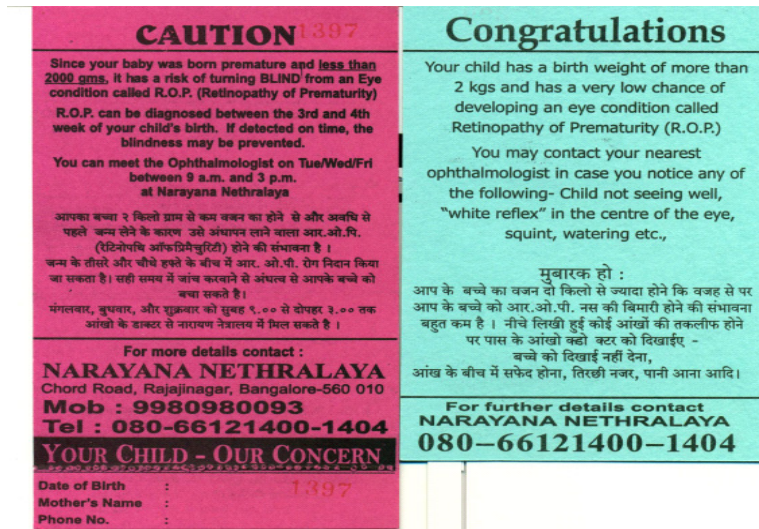 CAUTION 1397
Since your baby was born premature and less than
2000 gms, it has a risk of turning BLIND from an Eye
condition called R.O.P. (Retinopathy of Prematurity)
R.O.P. can be diagnosed between the 3rd and 4th
week of your child's birth. If detected on time, the
blindness may be prevented.
You can meet the Ophthalmologist on Tue/Wed/Fri
between 9 a.m. and 3 p.m.
at Narayana Nethralaya
आपका बच्चा २ किलो ग्राम से कम वजन का होने से और अवधि से
पहले जन्म लेने के कारण उसे अंधापन लाने वाला आर.ओ.पि.
(रैटिनोपथि ऑफप्रिमैचुरिटी) होने की संभावना है ।
जन्म के तीसरे और चौथे हफ्ते के बीच में आर. ओ.पी. रोग निदान किया
जा सकता है। सही समय में जांच करवाने से अंधत्व से आपके बच्चे को
बचा सकते है।
मंगलवार, बुधवार, और शुक्रवार को सुबह ९.०० से दोपहर ३.०० तक
आंखो के डाक्टर से नारायण नेत्रालय में मिल सकते है ।
For more details contact :
NARAYANA NETHRALAYA
Chord Road, Rajajinagar, Bangalore-560 010
Mob : 9980980093
Tel : 080-66121400-1404
YOUR CHILD - OUR CONCERN
Date of Birth : 1397
Mother's Name :
Phone No. :
Congratulations
Your child has a birth weight of more than
2 kgs and has a very low chance of
developing an eye condition called
Retinopathy of Prematurity (R.O.P.)
You may contact your nearest
ophthalmologist in case you notice any of
the following- Child not seeing well,
"white reflex" in the centre of the eye,
squint, watering etc.,
मुबारक हो :
आप के बच्चे का वजन दो किलो से ज्यादा होने कि वजह से पर
आप के बच्चे को आर.ओ.पी. नस की बिमारी होने की संभावना
बहुत कम है । नीचे लिखी हुई कोई आंखों की तकलीफ होने
पर पास के आंखो क्डो क्टर को दिखाईए -
बच्चे को दिखाई नहीं देना,
आंख के बीच में सफेद होना, तिरछी नजर, पानी आना आदि।
For further details contact
NARAYANA NETHRALAYA
080-66121400-1404